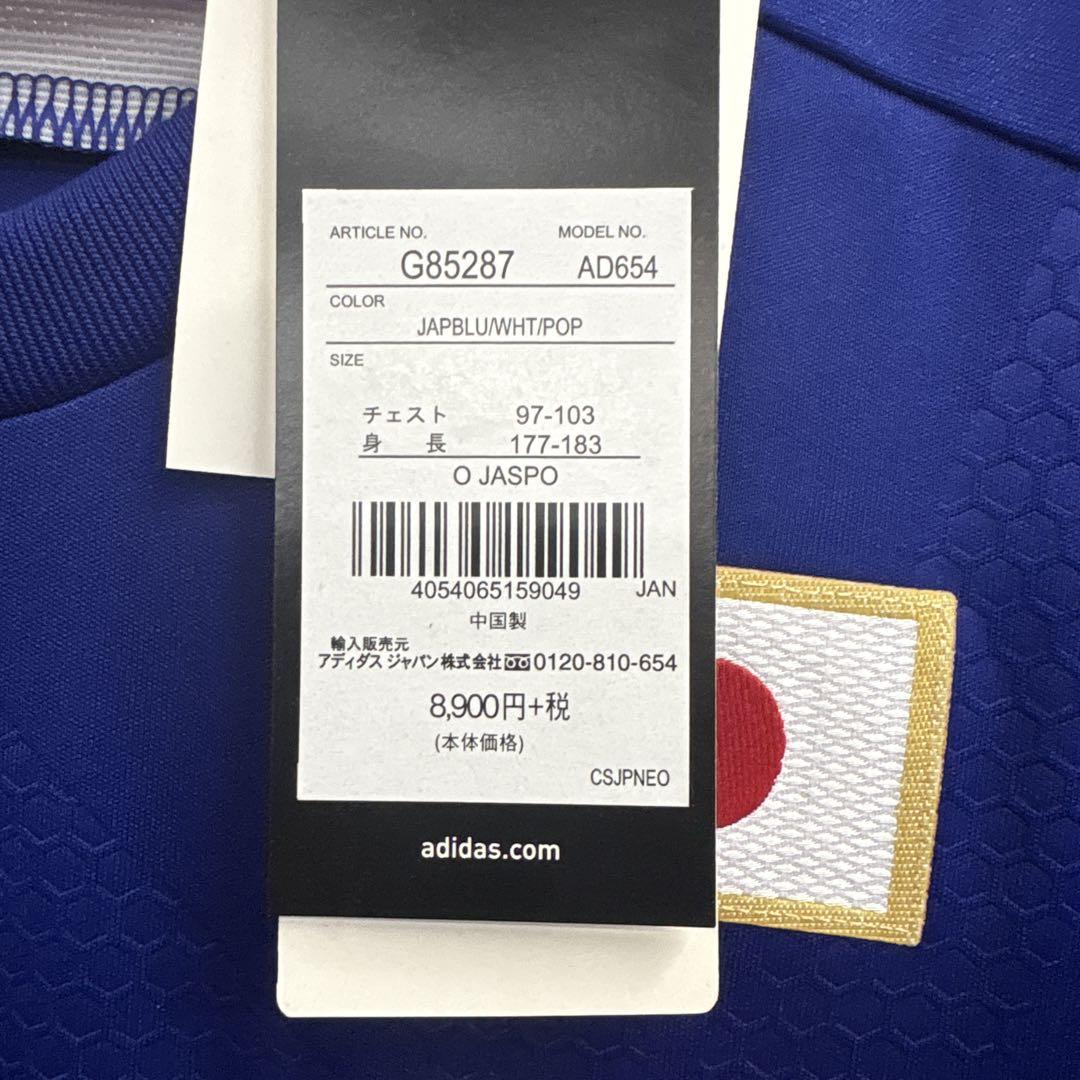 ARTICLE NO. MODEL NO.
G85287 AD654
COLOR
JAPBLU/WHT/POP
SIZE
チェスト 97-103
身 長 177-183
O JASPO
4054065159049 JAN
中国製
輸入販売元
アディダス ジャパン株式会社 0120-810-654
8,900円+税
(本体価格)
CSJPNEO
adidas.com